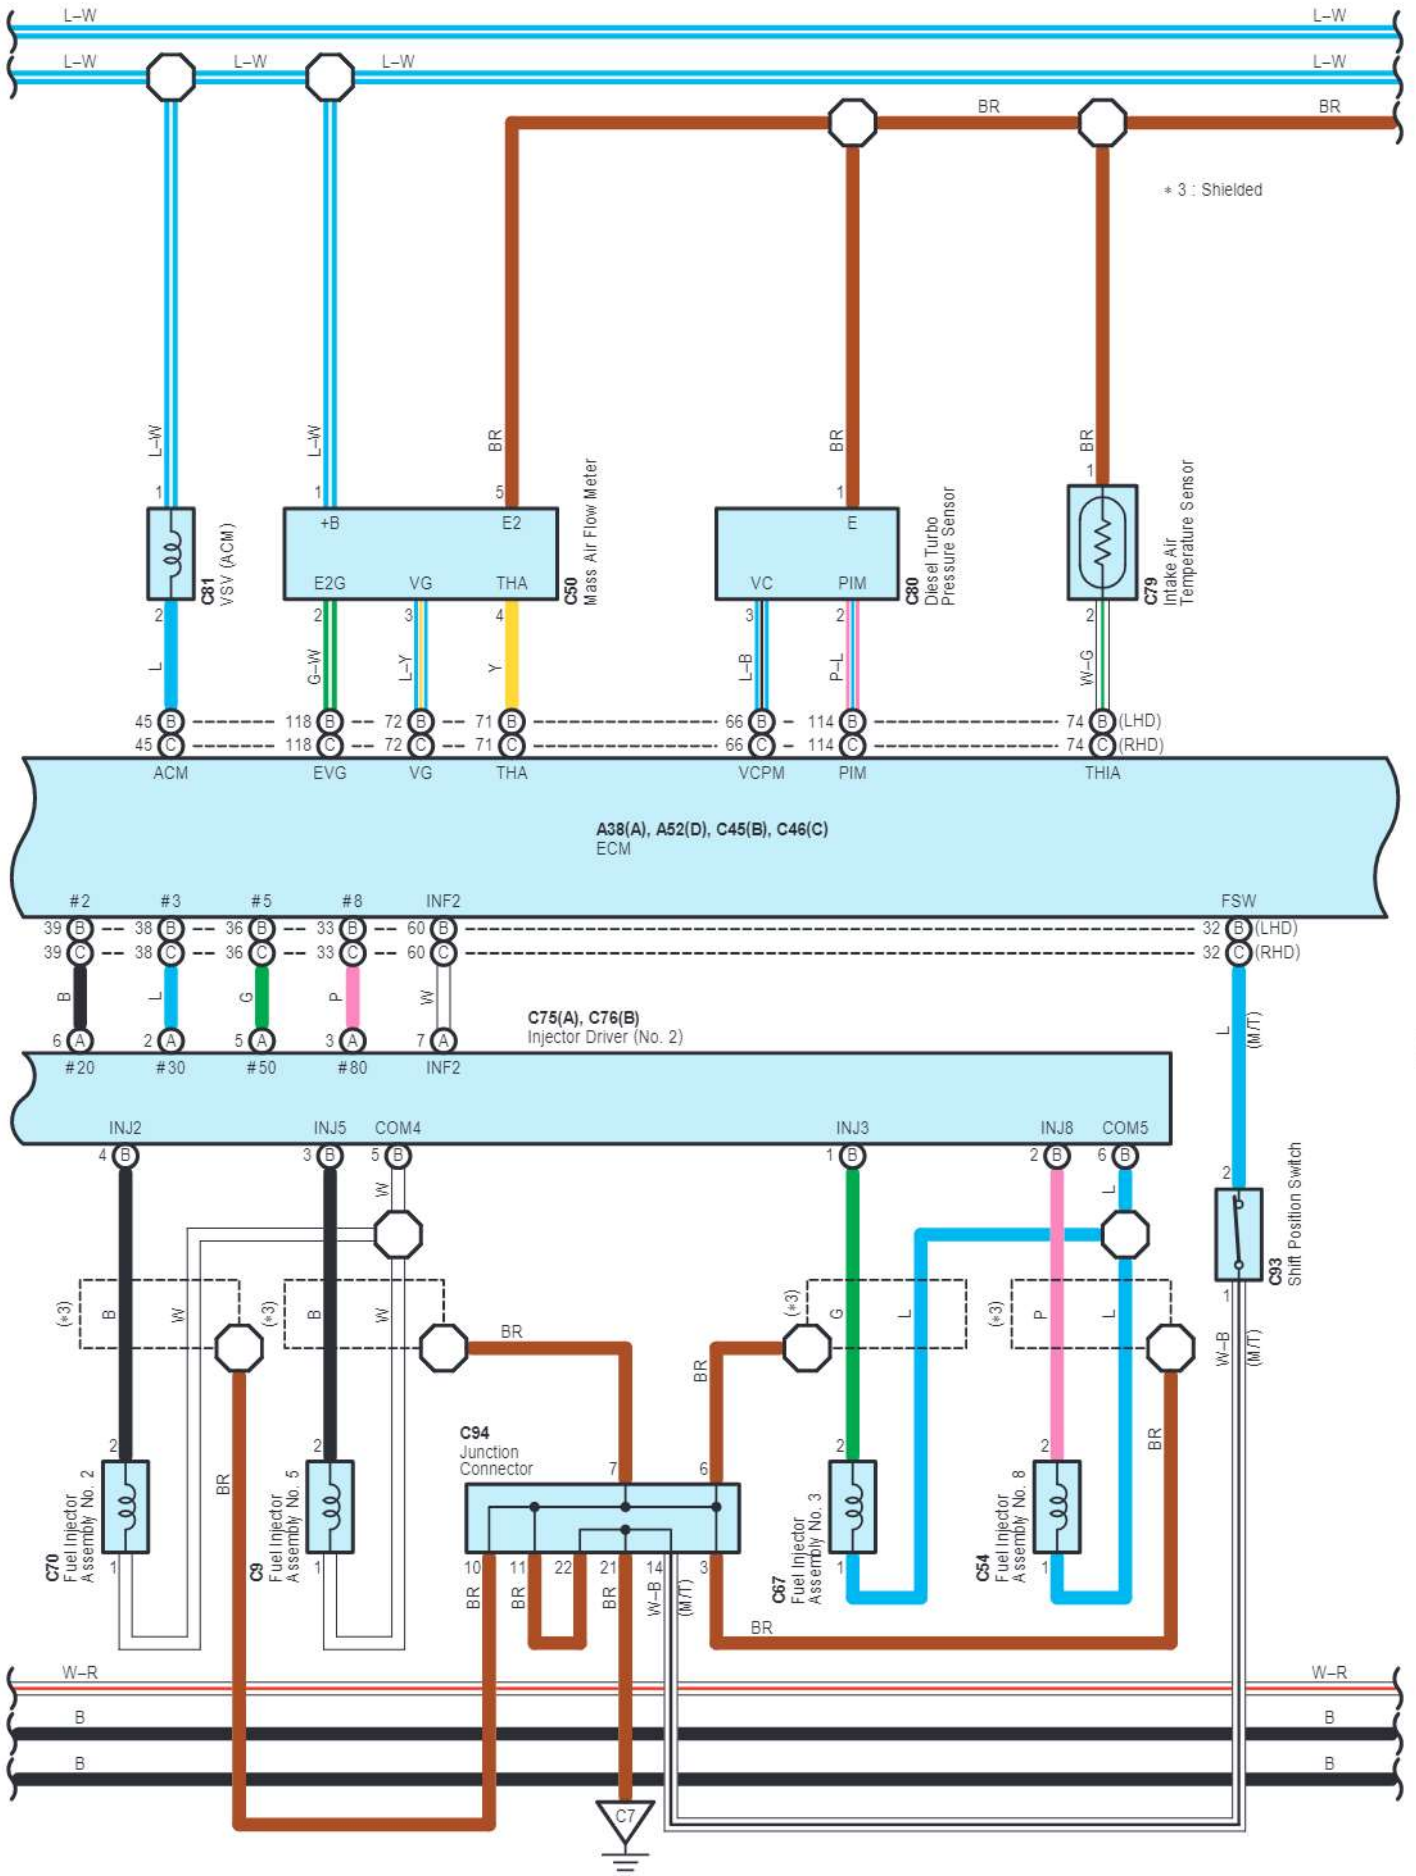 L–W L–W
L–W L–W L–W L–W
BR BR
∗ 3 : Shielded
L–W L–W BR BR BR
1 1 5 1 1
+B E2 E
E2G VG THA VC PIM
C81
VSV (ACM)
C50
Mass Air Flow Meter
C80
Diesel Turbo
Pressure Sensor
C79
Intake Air
Temperature Sensor
2 2 3 4 3 2 2
L G–W L–Y Y L–B P–L W–G
45 B 118 B 72 B 71 B 66 B 114 B 74 B (LHD)
45 C 118 C 72 C 71 C 66 C 114 C 74 C (RHD)
ACM EVG VG THA VCPM PIM THIA
A38(A), A52(D), C45(B), C46(C)
ECM
#2 #3 #5 #8 INF2 FSW
39 B 38 B 36 B 33 B 60 B 32 B (LHD)
39 C 38 C 36 C 33 C 60 C 32 C (RHD)
B L G P W
L (M/T)
C75(A), C76(B)
Injector Driver (No. 2)
6 A 2 A 5 A 3 A 7 A
#20 #30 #50 #80 INF2
INJ2 INJ5 COM4 INJ3 INJ8 COM5
4 B 3 B 5 B 1 B 2 B 6 B
W L
2
C93
Shift Position Switch
1
(∗3) B W (∗3) B W (∗3) G L (∗3) P L
W–B (M/T)
BR
BR
C94
Junction
Connector
BR
BR
2 2 7 6 2 2
C70
Fuel Injector
Assembly No. 2
C9
Fuel Injector
Assembly No. 5
C67
Fuel Injector
Assembly No. 3
C54
Fuel Injector
Assembly No. 8
1 1 10 11 22 21 14 3 1 1
BR BR BR W–B (M/T)
BR
W–R W–R
B B
B B
C7